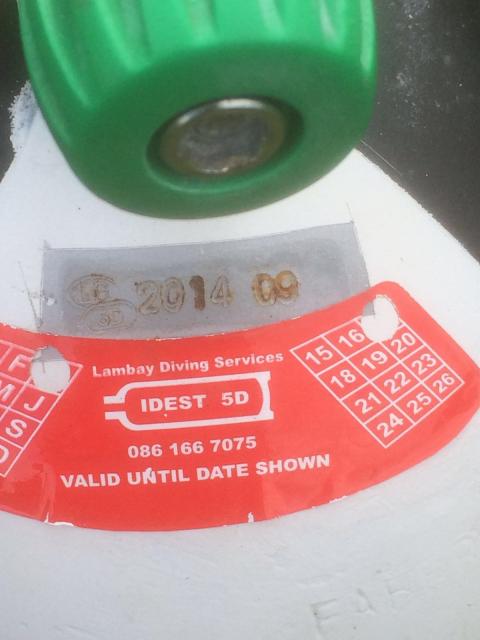 2014 09
Lambay Diving Services
IDEST 5D
086 166 7075
VALID UNTIL DATE SHOWN
F
M J
S
15 16
18 19 20
21 22 23
24 25 26